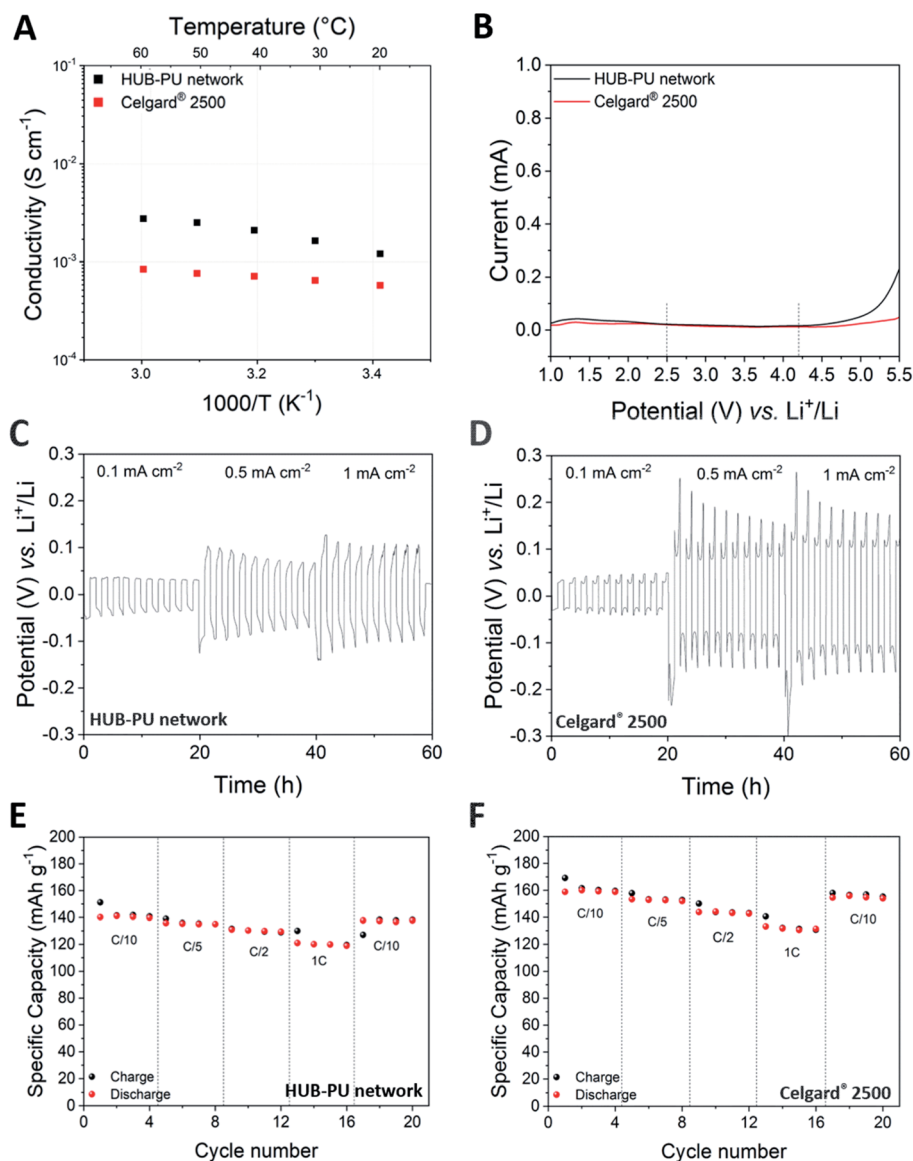 A
Temperature (°C)
60 50 40 30 20
HUB-PU network
Celgard® 2500
Conductivity (S cm⁻¹)
10⁻¹
10⁻²
10⁻³
10⁻⁴
3.0 3.2 3.4
1000/T (K⁻¹)
B
HUB-PU network
Celgard® 2500
Current (mA)
1.0
0.8
0.6
0.4
0.2
0.0
1.0 1.5 2.0 2.5 3.0 3.5 4.0 4.5 5.0 5.5
Potential (V) vs. Li⁺/Li
C
0.1 mA cm⁻² 0.5 mA cm⁻² 1 mA cm⁻²
Potential (V) vs. Li⁺/Li
0.3
0.2
0.1
0.0
-0.1
-0.2
-0.3
HUB-PU network
0 20 40 60
Time (h)
D
0.1 mA cm⁻² 0.5 mA cm⁻² 1 mA cm⁻²
Potential (V) vs. Li⁺/Li
0.3
0.2
0.1
0.0
-0.1
-0.2
-0.3
Celgard® 2500
0 20 40 60
Time (h)
E
Specific Capacity (mAh g⁻¹)
200
180
160
140
120
100
80
60
40
20
0
C/10 C/5 C/2 1C C/10
Charge
Discharge
HUB-PU network
0 4 8 12 16 20
Cycle number
F
Specific Capacity (mAh g⁻¹)
200
180
160
140
120
100
80
60
40
20
0
C/10 C/5 C/2 1C C/10
Charge
Discharge
Celgard® 2500
0 4 8 12 16 20
Cycle number